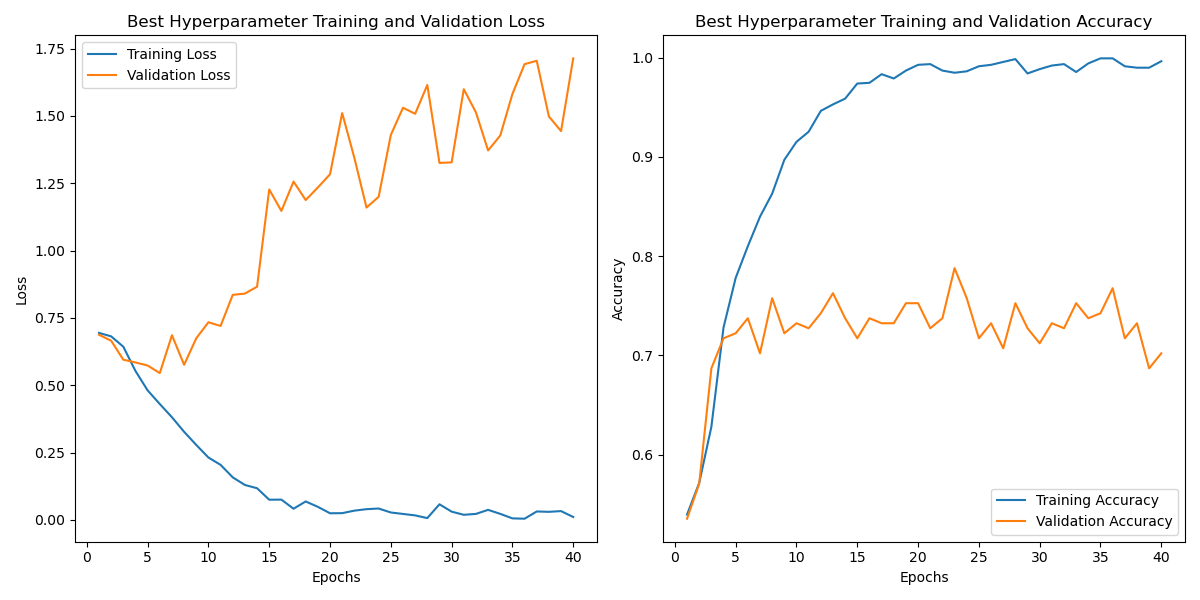 Best Hyperparameter Training and Validation Loss
Training Loss
Validation Loss
1.75
1.50
1.25
1.00
0.75
0.50
0.25
0.00
Loss
0 5 10 15 20 25 30 35 40
Epochs
Best Hyperparameter Training and Validation Accuracy
1.0
0.9
0.8
0.7
0.6
Accuracy
Training Accuracy
Validation Accuracy
0 5 10 15 20 25 30 35 40
Epochs